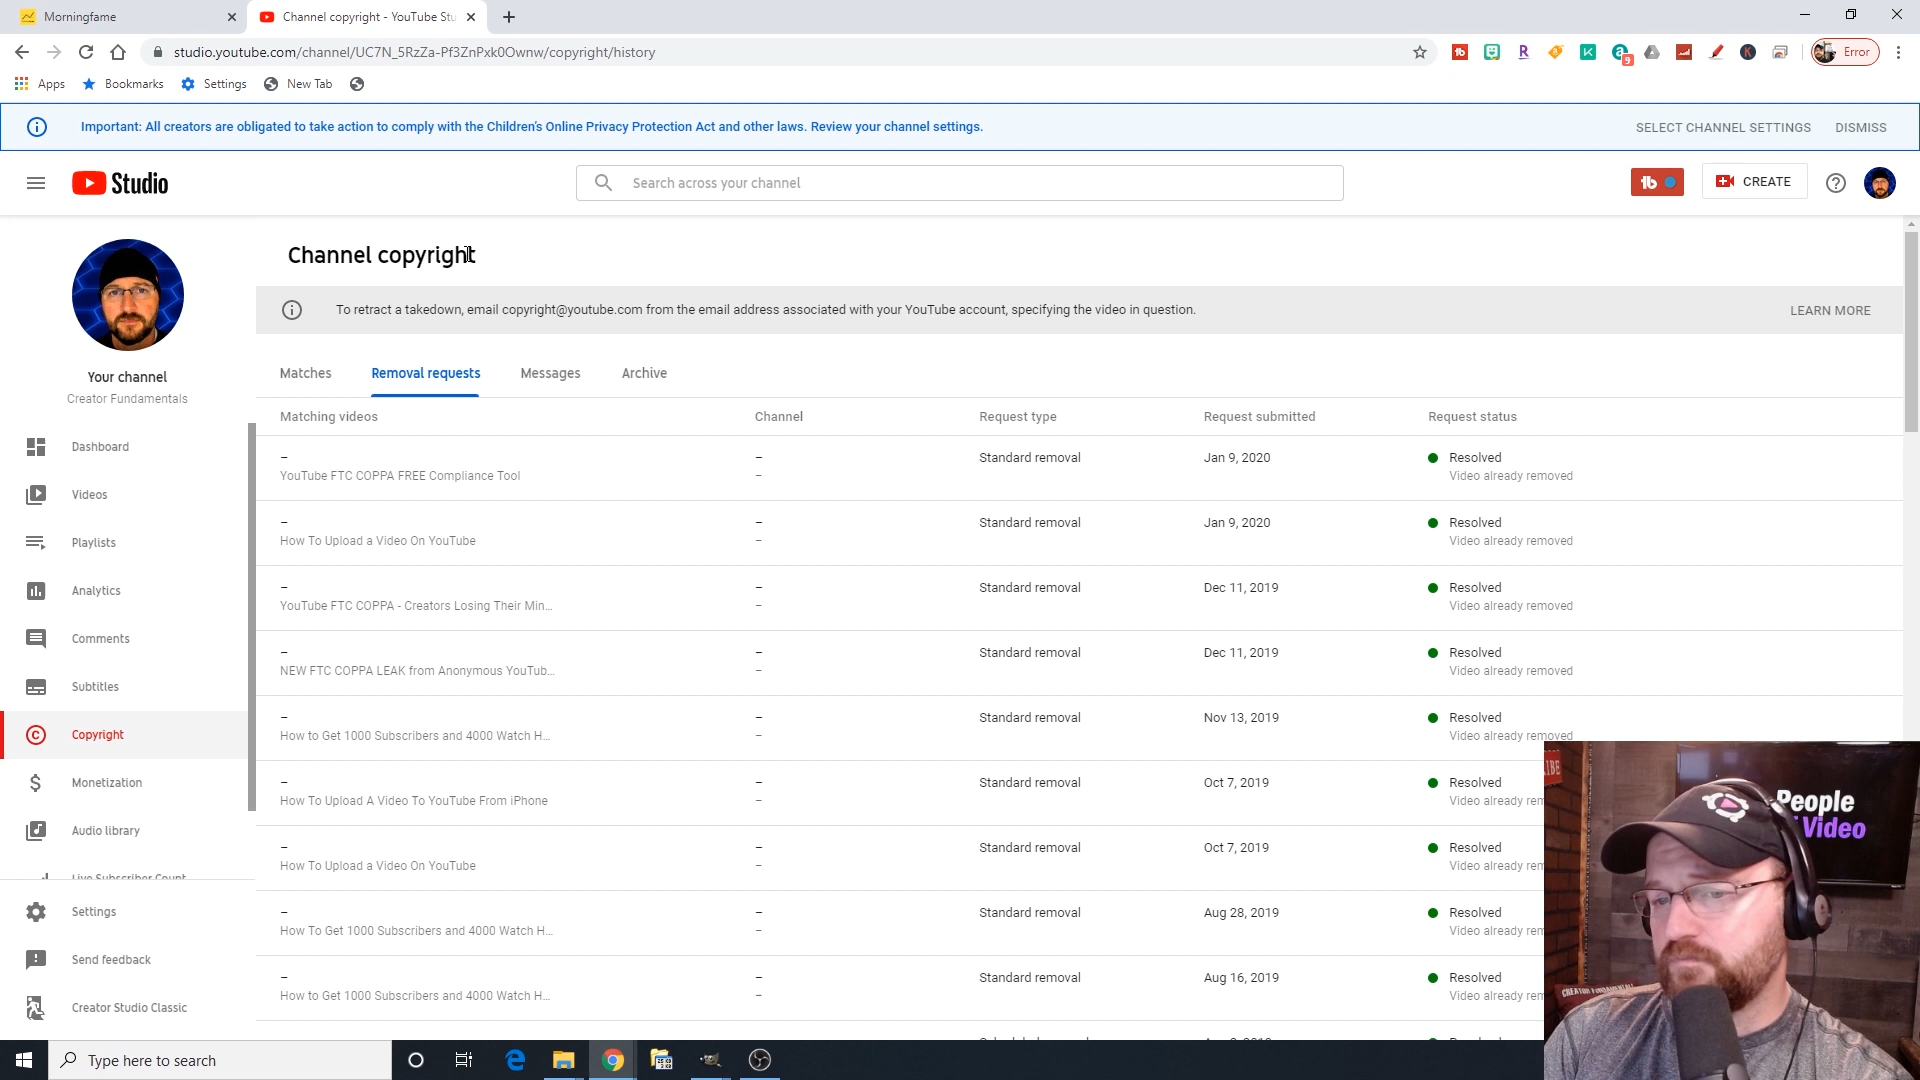 Morningfame
Channel copyright - YouTube Stu
studio.youtube.com/channel/UC7N_5RzZa-Pf3ZnPxk0Ownw/copyright/history
Error
Apps Bookmarks Settings New Tab
Important: All creators are obligated to take action to comply with the Children's Online Privacy Protection Act and other laws. Review your channel settings.
SELECT CHANNEL SETTINGS DISMISS
Studio
Search across your channel
CREATE
Channel copyright
To retract a takedown, email copyright@youtube.com from the email address associated with your YouTube account, specifying the video in question.
LEARN MORE
Your channel
Creator Fundamentals
Dashboard
Videos
Playlists
Analytics
Comments
Subtitles
Copyright
Monetization
Audio library
Live Subscriber Count
Settings
Send feedback
Creator Studio Classic
Matches Removal requests Messages Archive
Matching videos Channel Request type Request submitted Request status
– – Standard removal Jan 9, 2020 Resolved
YouTube FTC COPPA FREE Compliance Tool – Video already removed
– – Standard removal Jan 9, 2020 Resolved
How To Upload a Video On YouTube – Video already removed
– – Standard removal Dec 11, 2019 Resolved
YouTube FTC COPPA - Creators Losing Their Min... – Video already removed
– – Standard removal Dec 11, 2019 Resolved
NEW FTC COPPA LEAK from Anonymous YouTub... – Video already removed
– – Standard removal Nov 13, 2019 Resolved
How to Get 1000 Subscribers and 4000 Watch H... – Video already removed
– – Standard removal Oct 7, 2019 Resolved
How To Upload A Video To YouTube From iPhone – Video already rem
– – Standard removal Oct 7, 2019 Resolved
How To Upload a Video On YouTube – Video already rem
– – Standard removal Aug 28, 2019 Resolved
How To Get 1000 Subscribers and 4000 Watch H... – Video already rem
– – Standard removal Aug 16, 2019 Resolved
How to Get 1000 Subscribers and 4000 Watch H... – Video already rem
People
Video
Type here to search